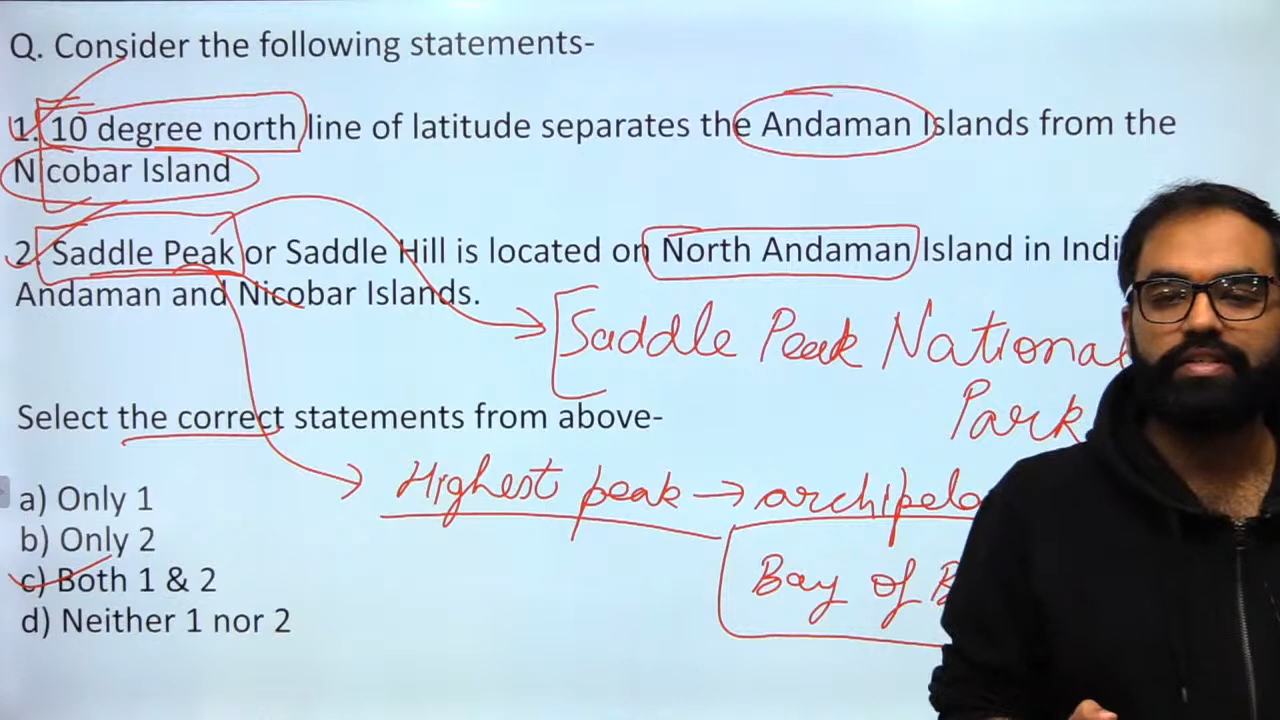 Q. Consider the following statements-
1. 10 degree north line of latitude separates the Andaman Islands from the
Nicobar Island
2. Saddle Peak or Saddle Hill is located on North Andaman Island in Indi
Andaman and Nicobar Islands.
Saddle Peak National
Park
Select the correct statements from above-
Highest peak → archipelo
a) Only 1
b) Only 2
c) Both 1 & 2
Bay of B
d) Neither 1 nor 2